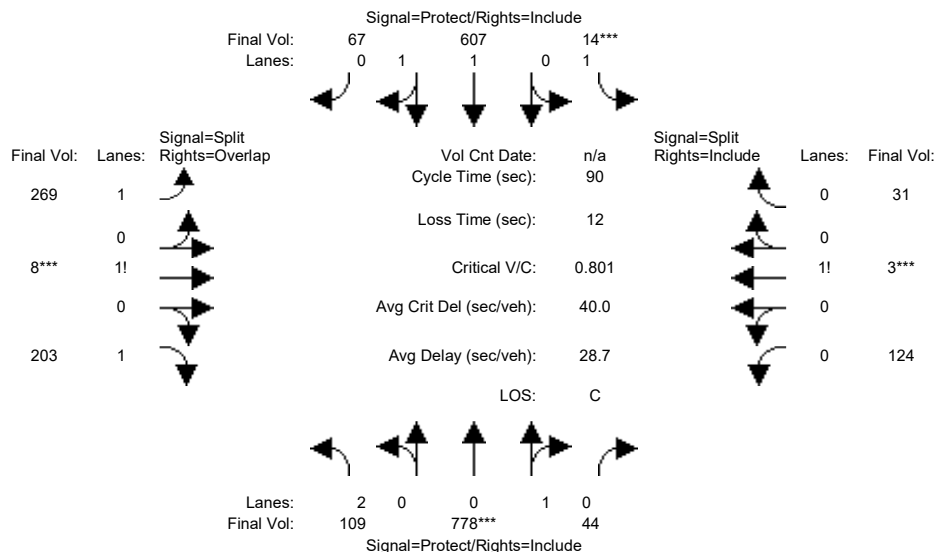 Signal=Protect/Rights=Include
Final Vol: 67 607 14***
Lanes: 0 1 1 0 1
Signal=Split
Final Vol: Lanes: Rights=Overlap
Vol Cnt Date: n/a
Signal=Split
Rights=Include Lanes: Final Vol:
Cycle Time (sec): 90
269 1
0 31
Loss Time (sec): 12
0
0
8*** 1!
Critical V/C: 0.801
1! 3***
0
Avg Crit Del (sec/veh): 40.0
0
203 1
Avg Delay (sec/veh): 28.7
0 124
LOS: C
Lanes: 2 0 0 1 0
Final Vol: 109 778*** 44
Signal=Protect/Rights=Include